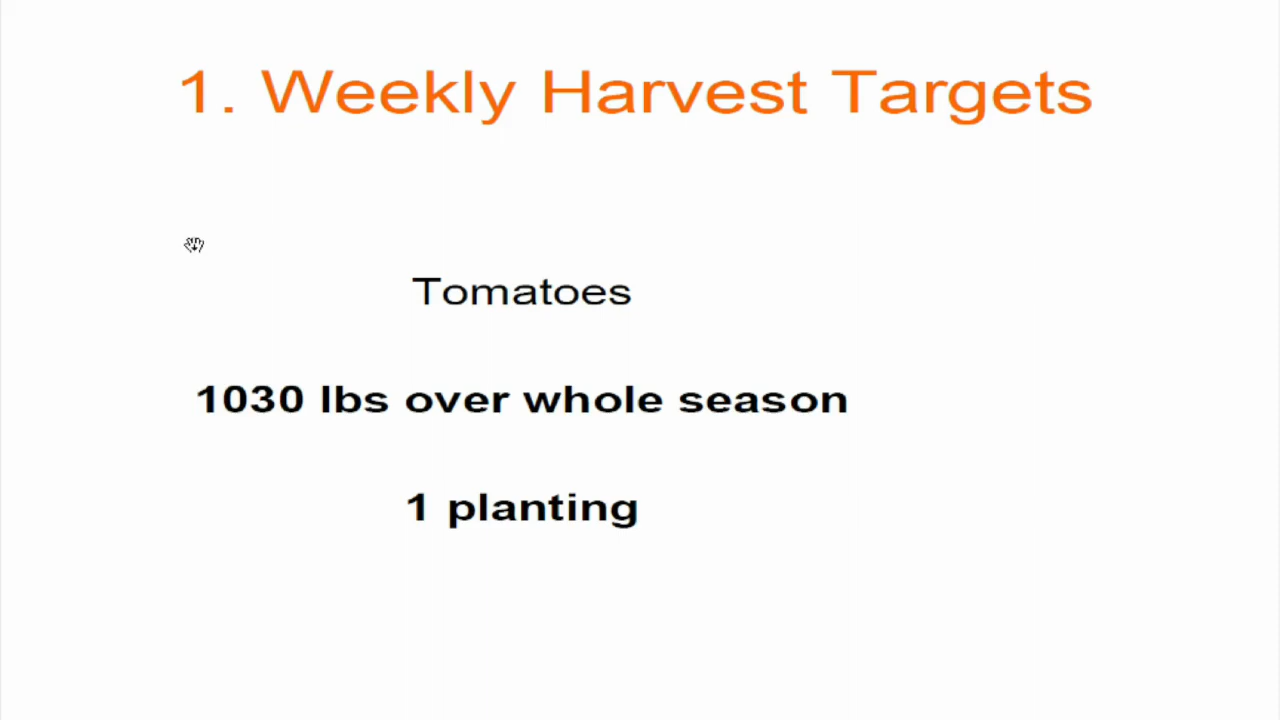 1. Weekly Harvest Targets
Tomatoes
1030 lbs over whole season
1 planting